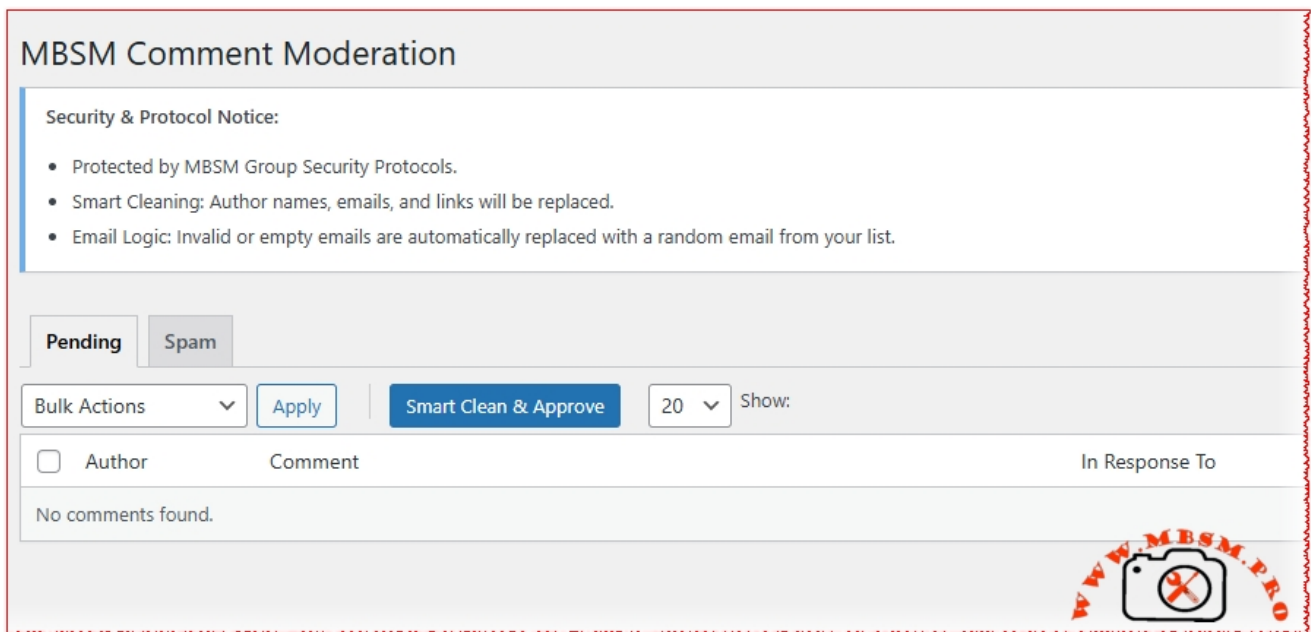 MBSM Comment Moderation
Security & Protocol Notice:
Protected by MBSM Group Security Protocols.
Smart Cleaning: Author names, emails, and links will be replaced.
Email Logic: Invalid or empty emails are automatically replaced with a random email from your list.
Pending Spam
Bulk Actions Apply Smart Clean & Approve 20 Show:
Author Comment In Response To
No comments found.
WWW.MBSM.PRO